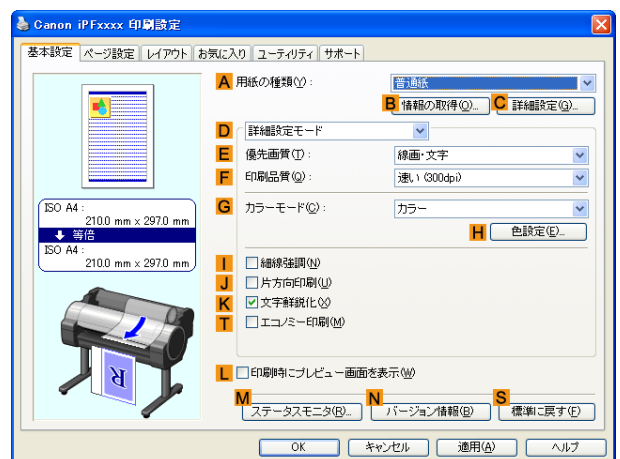 Canon iPFxxxx 印刷設定
基本設定 ページ設定 レイアウト お気に入り ユーティリティ サポート
A 用紙の種類(Y) : 普通紙
B 情報の取得(O)... C 詳細設定(G)...
D 詳細設定モード
E 優先画質(T) : 線画・文字
F 印刷品質(Q) : 速い (300dpi)
G カラーモード(C) : カラー
H 色設定(E)...
ISO A4 :
210.0 mm x 297.0 mm
等倍
ISO A4 :
210.0 mm x 297.0 mm
I 細線強調(N)
J 片方向印刷(U)
K 文字鮮鋭化(X)
T エコノミー印刷(M)
R
L 印刷時にプレビュー画面を表示(W)
M ステータスモニタ(R)... N バージョン情報(B) S 標準に戻す(F)
OK キャンセル 適用(A) ヘルプ